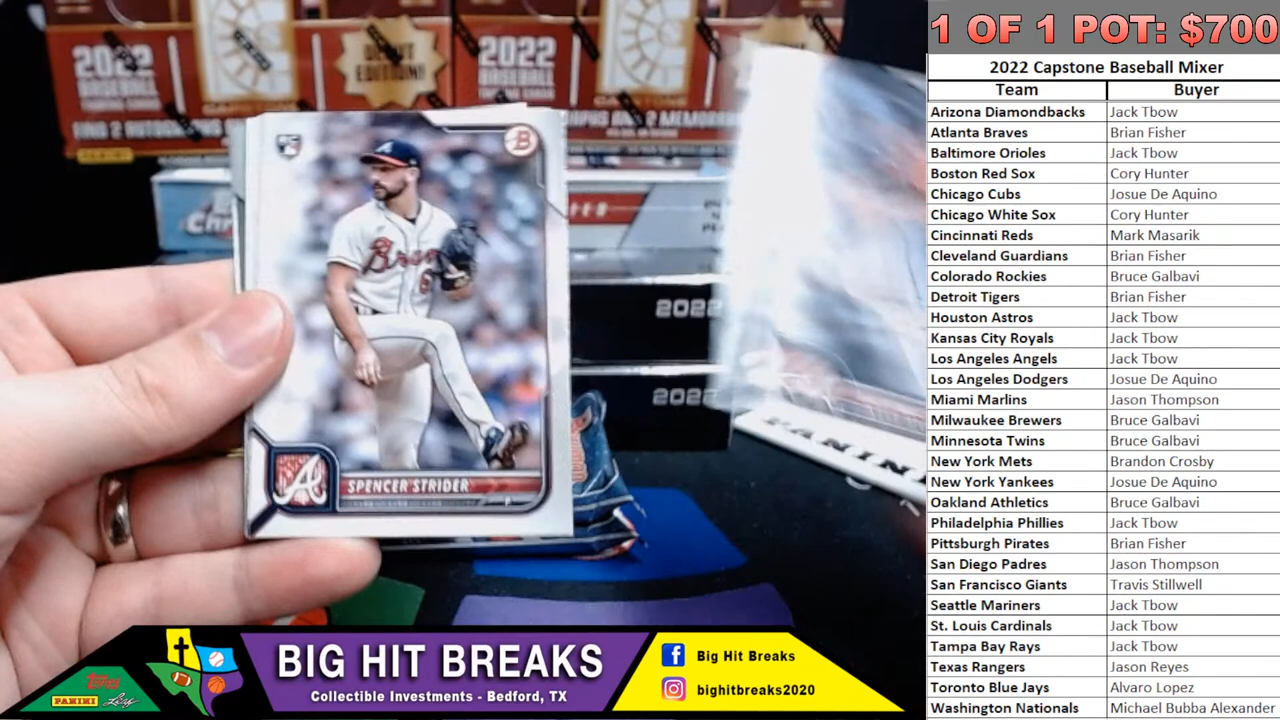 1 OF 1 POT: $700
2022 Capstone Baseball Mixer
Team Buyer
Arizona Diamondbacks Jack Tbow
Atlanta Braves Brian Fisher
Baltimore Orioles Jack Tbow
Boston Red Sox Cory Hunter
Chicago Cubs Josue De Aquino
Chicago White Sox Cory Hunter
Cincinnati Reds Mark Masarik
Cleveland Guardians Brian Fisher
Colorado Rockies Bruce Galbavi
Detroit Tigers Brian Fisher
Houston Astros Jack Tbow
Kansas City Royals Jack Tbow
Los Angeles Angels Jack Tbow
Los Angeles Dodgers Josue De Aquino
Miami Marlins Jason Thompson
Milwaukee Brewers Bruce Galbavi
Minnesota Twins Bruce Galbavi
New York Mets Brandon Crosby
New York Yankees Josue De Aquino
Oakland Athletics Bruce Galbavi
Philadelphia Phillies Jack Tbow
Pittsburgh Pirates Brian Fisher
San Diego Padres Jason Thompson
San Francisco Giants Travis Stillwell
Seattle Mariners Jack Tbow
St. Louis Cardinals Jack Tbow
Tampa Bay Rays Jack Tbow
Texas Rangers Jason Reyes
Toronto Blue Jays Alvaro Lopez
Washington Nationals Michael Bubba Alexander
2022
BASEBALL
2022
BASEBALL
B
A
SPENCER STRIDER
P
2022
2022
PANINI
BIG HIT BREAKS
Collectible Investments - Bedford, TX
Big Hit Breaks
bighitbreaks2020
Topps
PANINI
Leaf